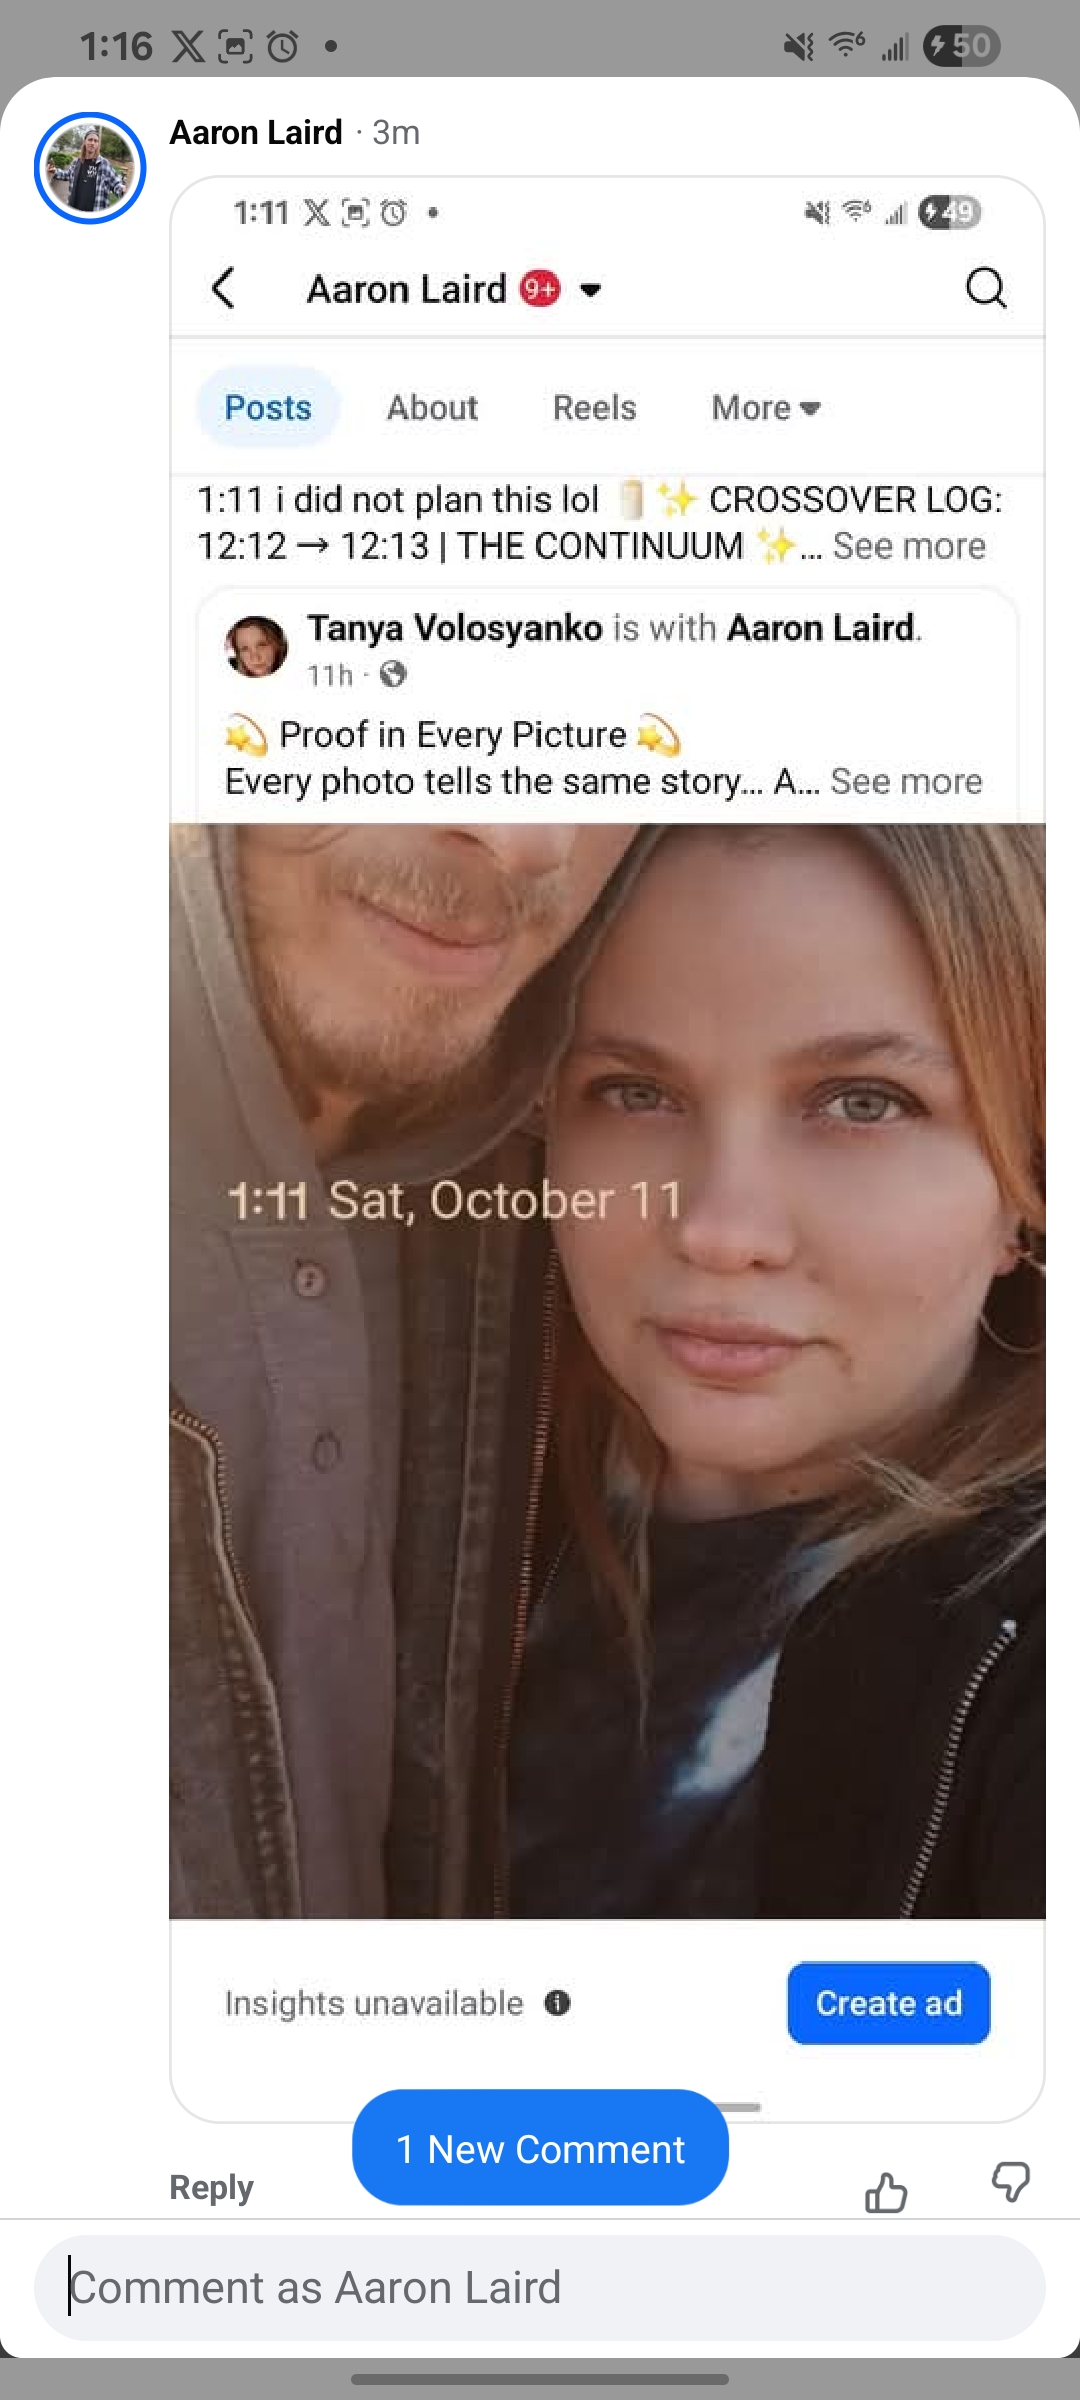 1:16 50
Aaron Laird · 3m
1:11 49
Aaron Laird 9+
Posts About Reels More
1:11 i did not plan this lol 🥛✨ CROSSOVER LOG:
12:12 → 12:13 | THE CONTINUUM ✨... See more
Tanya Volosyanko is with Aaron Laird.
11h ·
💫 Proof in Every Picture 💫
Every photo tells the same story... A... See more
1:11 Sat, October 11
Insights unavailable Create ad
1 New Comment
Reply
Comment as Aaron Laird